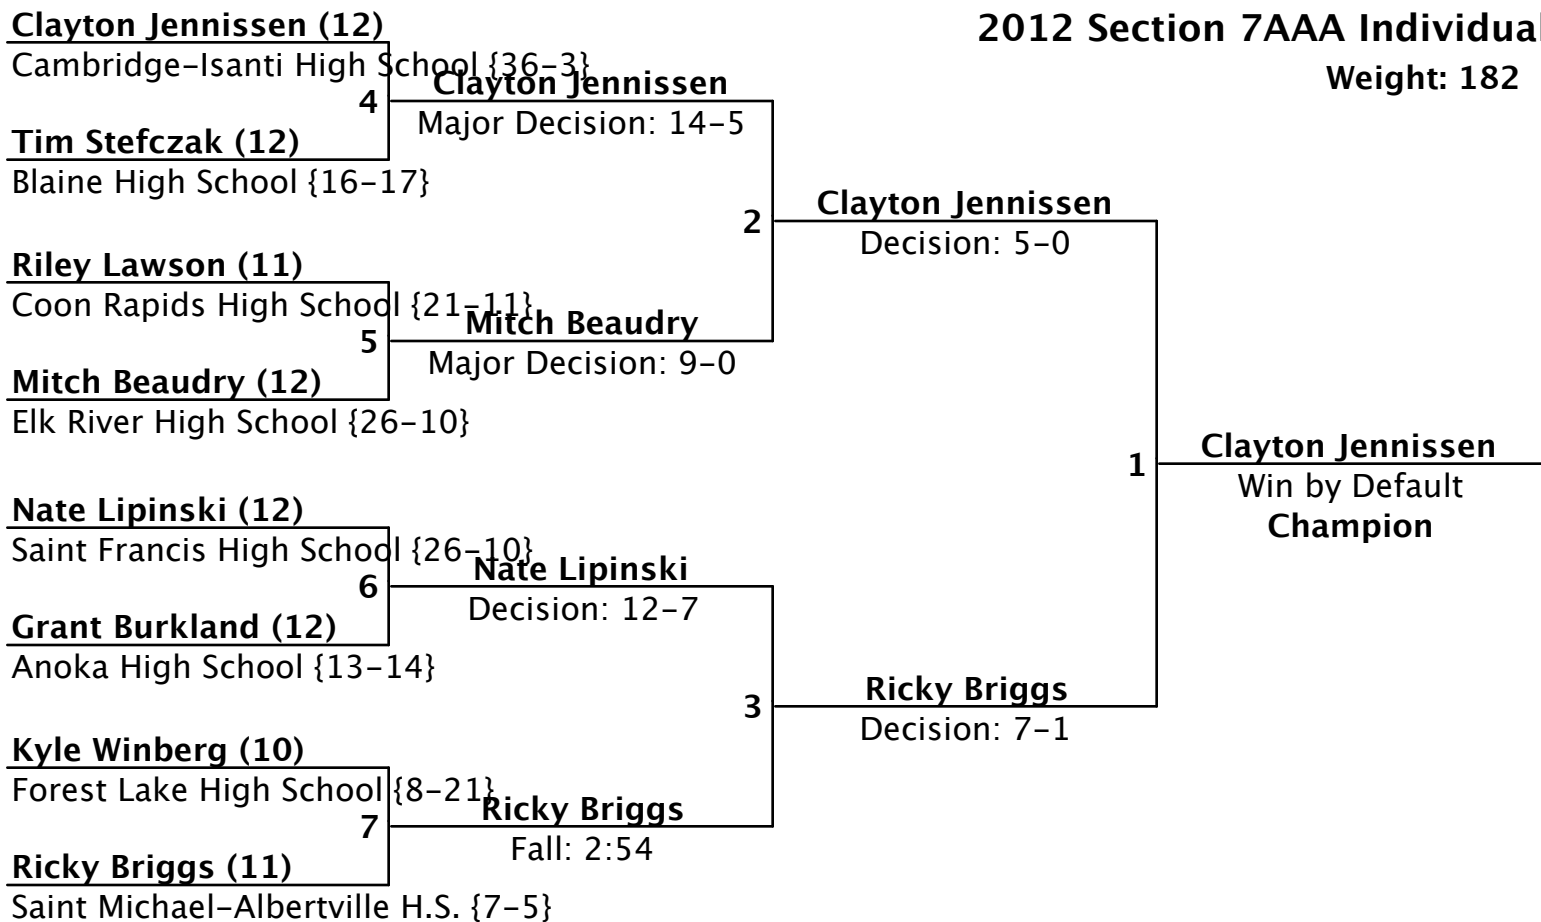 2012 Section 7AAA Individual
Weight: 182
Clayton Jennissen (12)
Cambridge-Isanti High School {36-3}
4
Tim Stefczak (12)
Blaine High School {16-17}
Clayton Jennissen
Major Decision: 14-5
Riley Lawson (11)
Coon Rapids High School {21-11}
5
Mitch Beaudry (12)
Elk River High School {26-10}
Mitch Beaudry
Major Decision: 9-0
2
Clayton Jennissen
Decision: 5-0
Nate Lipinski (12)
Saint Francis High School {26-10}
6
Grant Burkland (12)
Anoka High School {13-14}
Nate Lipinski
Decision: 12-7
Kyle Winberg (10)
Forest Lake High School {8-21}
7
Ricky Briggs (11)
Saint Michael-Albertville H.S. {7-5}
Ricky Briggs
Fall: 2:54
3
Ricky Briggs
Decision: 7-1
1
Clayton Jennissen
Win by Default
Champion